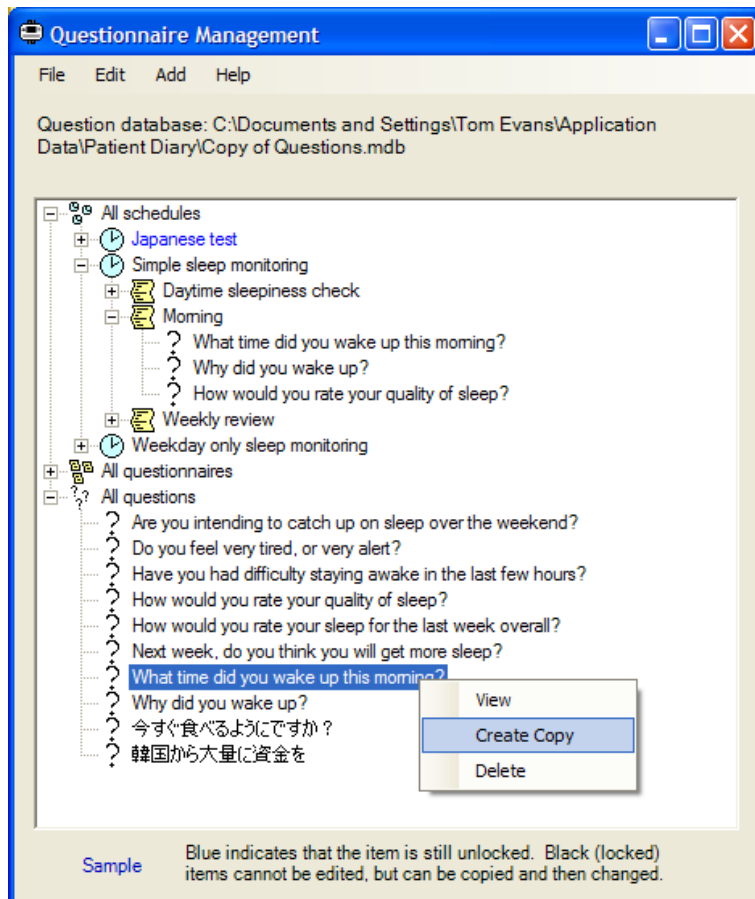 Questionnaire Management
File Edit Add Help
Question database: C:\Documents and Settings\Tom Evans\Application
Data\Patient Diary\Copy of Questions.mdb
All schedules
Japanese test
Simple sleep monitoring
Daytime sleepiness check
Morning
What time did you wake up this morning?
Why did you wake up?
How would you rate your quality of sleep?
Weekly review
Weekday only sleep monitoring
All questionnaires
All questions
Are you intending to catch up on sleep over the weekend?
Do you feel very tired, or very alert?
Have you had difficulty staying awake in the last few hours?
How would you rate your quality of sleep?
How would you rate your sleep for the last week overall?
Next week, do you think you will get more sleep?
What time did you wake up this morning?
Why did you wake up?
今すぐ食べるようにですか？
韓国から大量に資金を
View
Create Copy
Delete
Sample
Blue indicates that the item is still unlocked. Black (locked)
items cannot be edited, but can be copied and then changed.